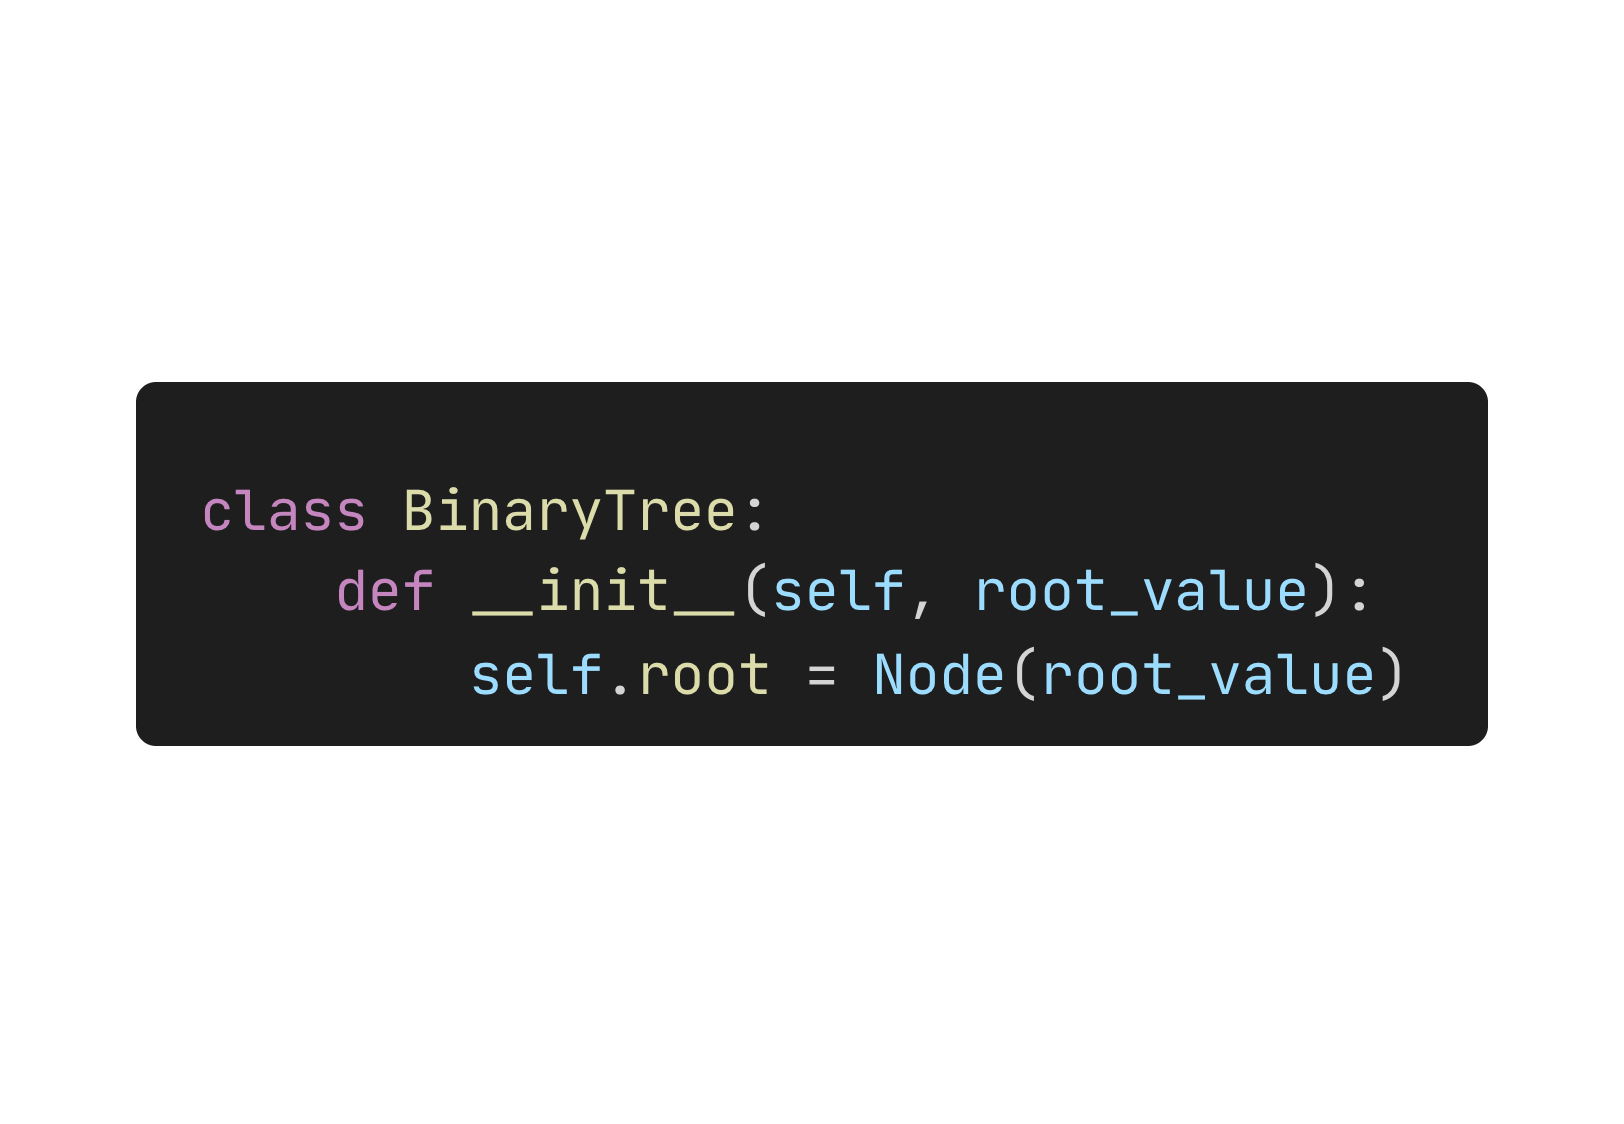 class BinaryTree:
    def __init__(self, root_value):
        self.root = Node(root_value)